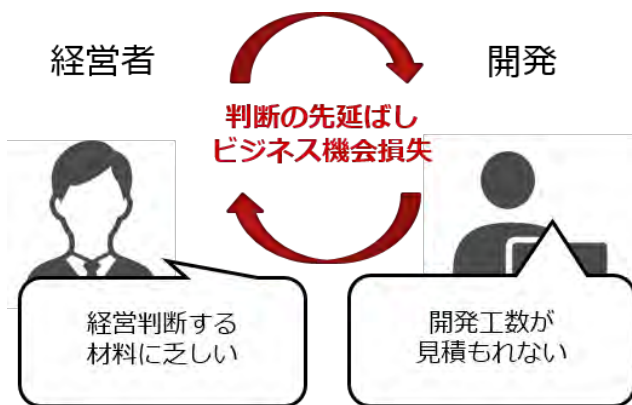 経営者
開発
判断の先延ばし
ビジネス機会損失
経営判断する
材料に乏しい
開発工数が
見積もれない